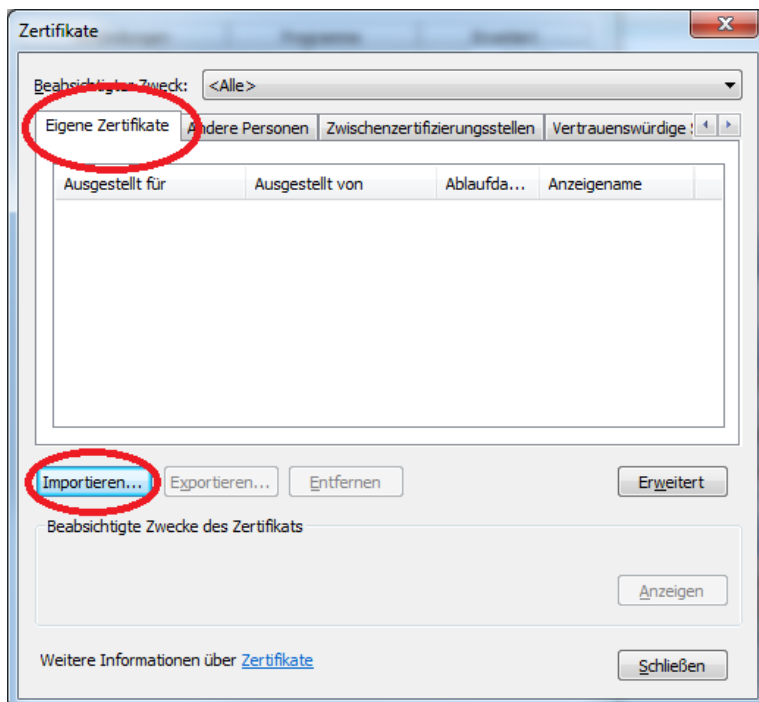 Zertifikate
Beabsichtigter Zweck: <Alle>
Eigene Zertifikate Andere Personen Zwischenzertifizierungsstellen Vertrauenswürdige
Ausgestellt für Ausgestellt von Ablaufda... Anzeigename
Importieren... Exportieren... Entfernen Erweitert
Beabsichtigte Zwecke des Zertifikats
Anzeigen
Weitere Informationen über Zertifikate
Schließen